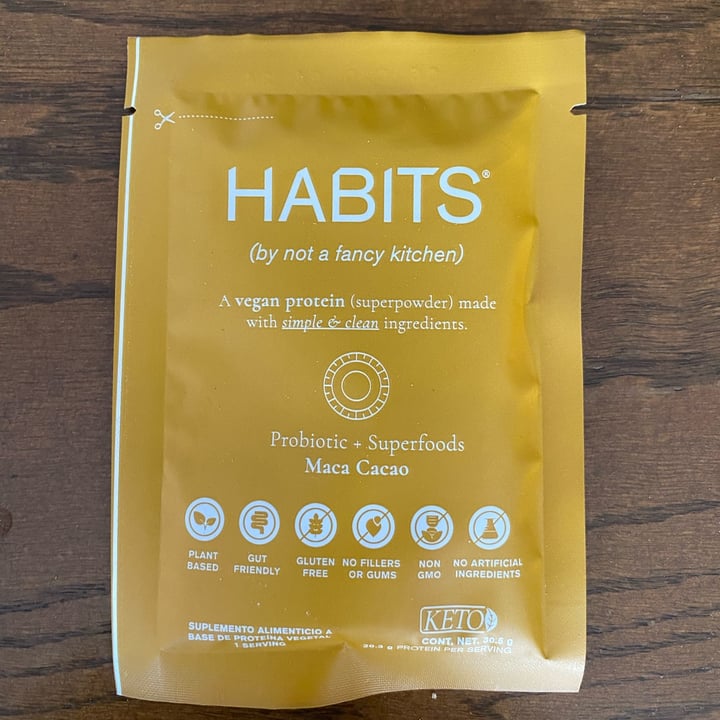 HABITS®
(by not a fancy kitchen)
A vegan protein (superpowder) made
with simple & clean ingredients.
Probiotic + Superfoods
Maca Cacao
PLANT
BASED
GUT
FRIENDLY
GLUTEN
FREE
NO FILLERS
OR GUMS
NON
GMO
NO ARTIFICIAL
INGREDIENTS
SUPLEMENTO ALIMENTICIO A
BASE DE PROTEÍNA VEGETAL
1 SERVING
KETO
CONT. NET. 30.5 g
PROTEIN PER SERVING